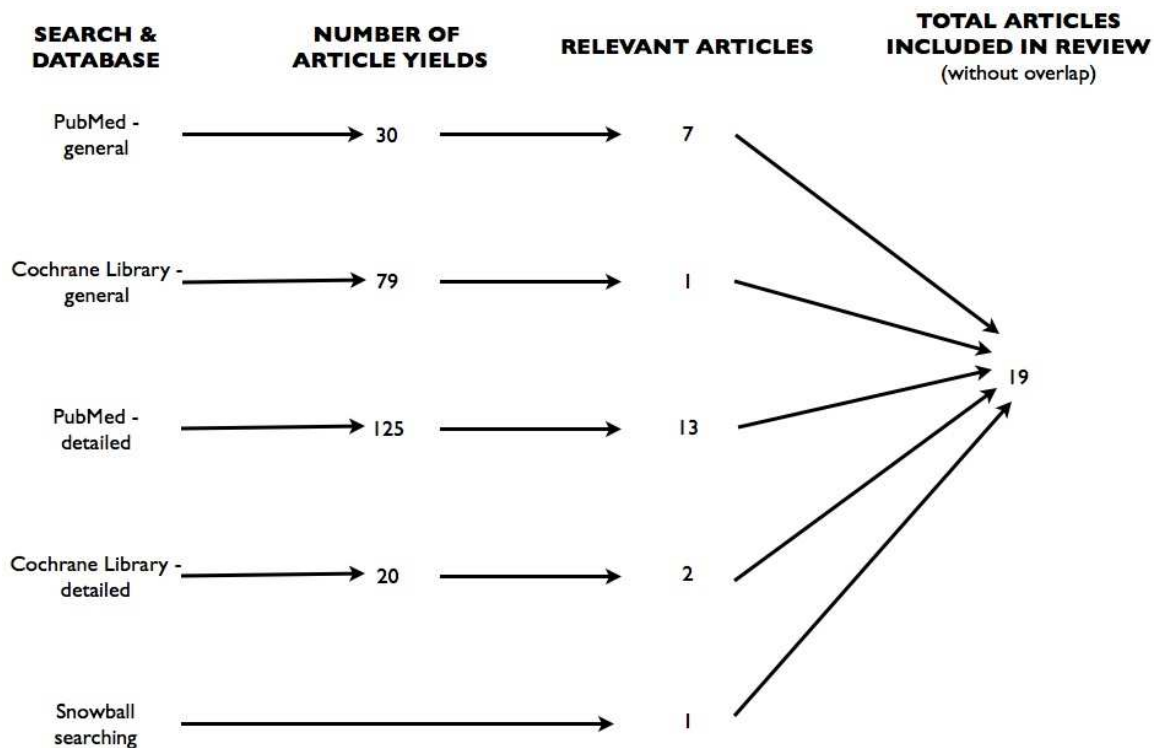 SEARCH &
DATABASE
NUMBER OF
ARTICLE YIELDS
RELEVANT ARTICLES
TOTAL ARTICLES
INCLUDED IN REVIEW
(without overlap)
PubMed -
general
30
7
Cochrane Library -
general
79
1
19
PubMed -
detailed
125
13
Cochrane Library -
detailed
20
2
Snowball
searching
1